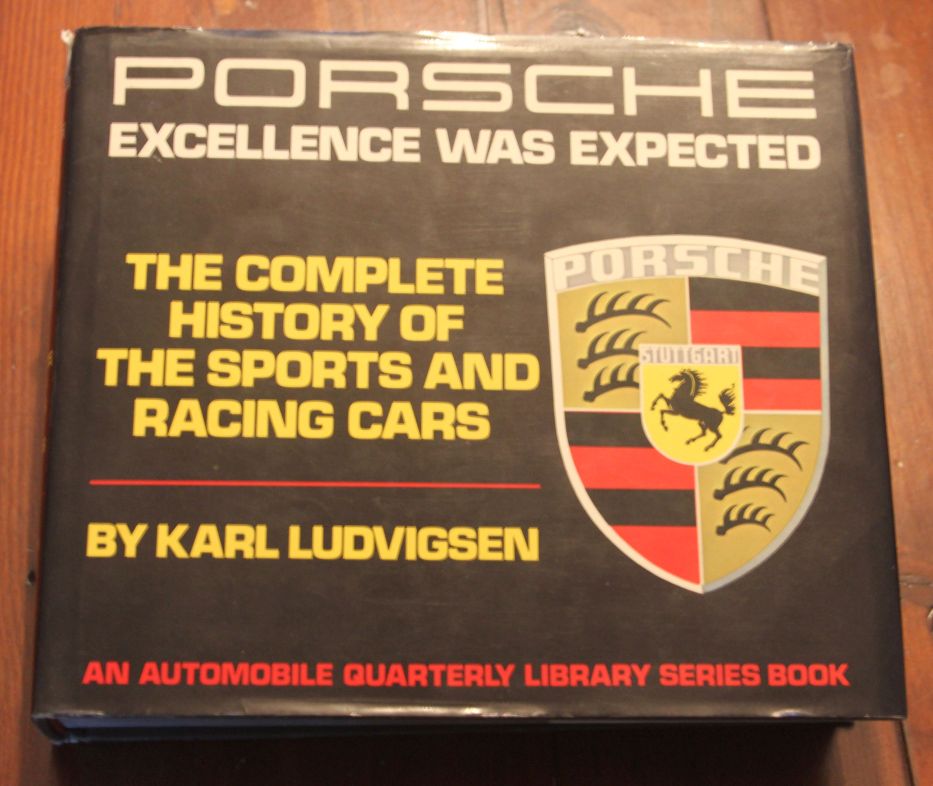 PORSCHE
EXCELLENCE WAS EXPECTED
THE COMPLETE
HISTORY OF
THE SPORTS AND
RACING CARS
BY KARL LUDVIGSEN
PORSCHE
STUTTGART
AN AUTOMOBILE QUARTERLY LIBRARY SERIES BOOK